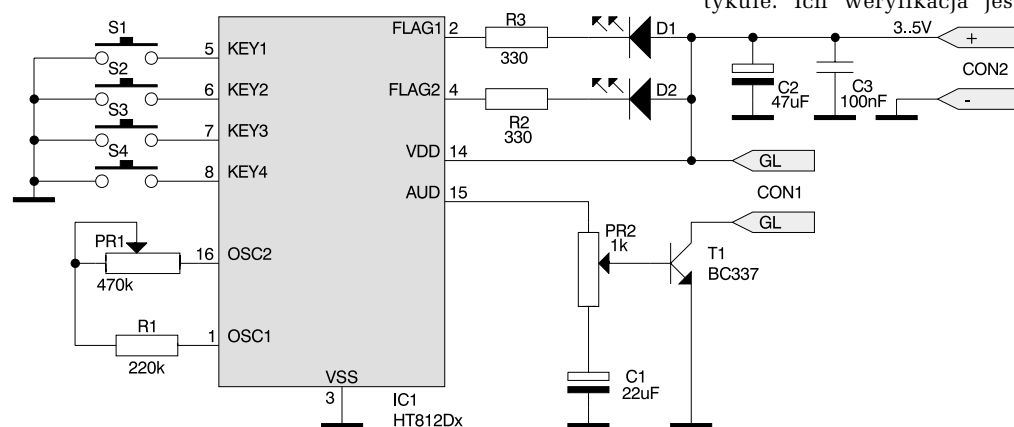 tykule. Ich weryfikacja jes
S1
5
KEY1
S2
6
KEY2
S3
7
KEY3
S4
8
KEY4
PR1
470k
16
OSC2
R1
220k
1
OSC1
VSS
3
IC1
HT812Dx
FLAG1
2
R3
330
D1
FLAG2
4
R2
330
D2
VDD
14
AUD
15
PR2
1k
C1
22uF
T1
BC337
GL
CON1
GL
C2
47uF
C3
100nF
3..5V
+
CON2
-